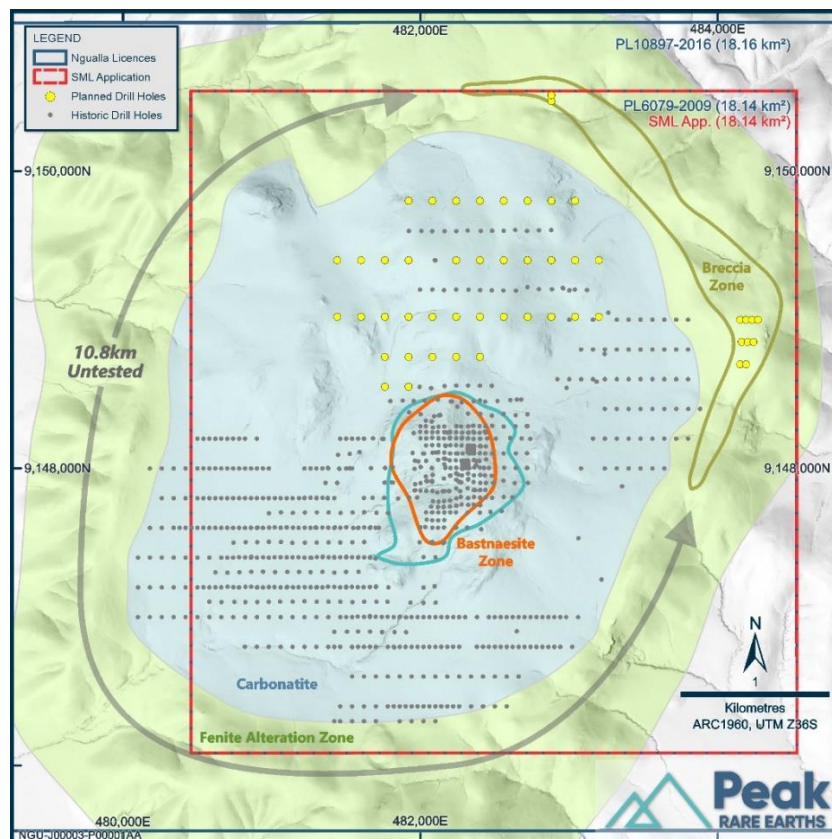 LEGEND
Ngualla Licences
SML Application
Planned Drill Holes
Historic Drill Holes
482,000E
484,000E
PL10897-2016 (18.16 km²)
PL6079-2009 (18.14 km²)
SML App. (18.14 km²)
9,150,000N
9,150,000N
Breccia
Zone
10.8km
Untested
9,148,000N
9,148,000N
Bastnaesite
Zone
N
1
Carbonatite
Kilometres
ARC1960, UTM Z36S
Fenite Alteration Zone
Peak
RARE EARTHS
480,000E
482,000E
NGU-J00003-P00001AA